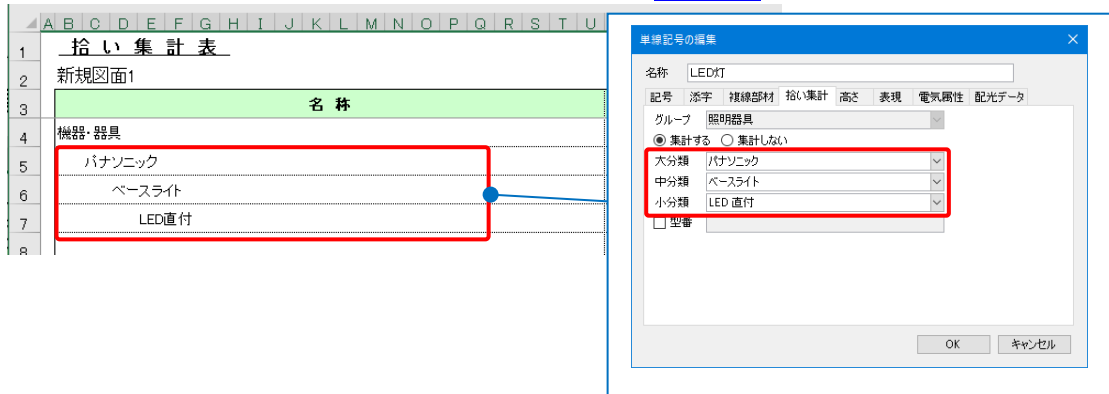 A B C D E F G H I J K L M N O P Q R S T U
1 拾い集計表
2 新規図面1
3 名 称
4 機器・器具
5 パナソニック
6 ベースライト
7 LED直付
8
単線記号の編集
名称 LED灯
記号 添字 複線部材 拾い集計 高さ 表現 電気属性 配光データ
グループ 照明器具
集計する 集計しない
大分類 パナソニック
中分類 ベースライト
小分類 LED 直付
型番
OK キャンセル